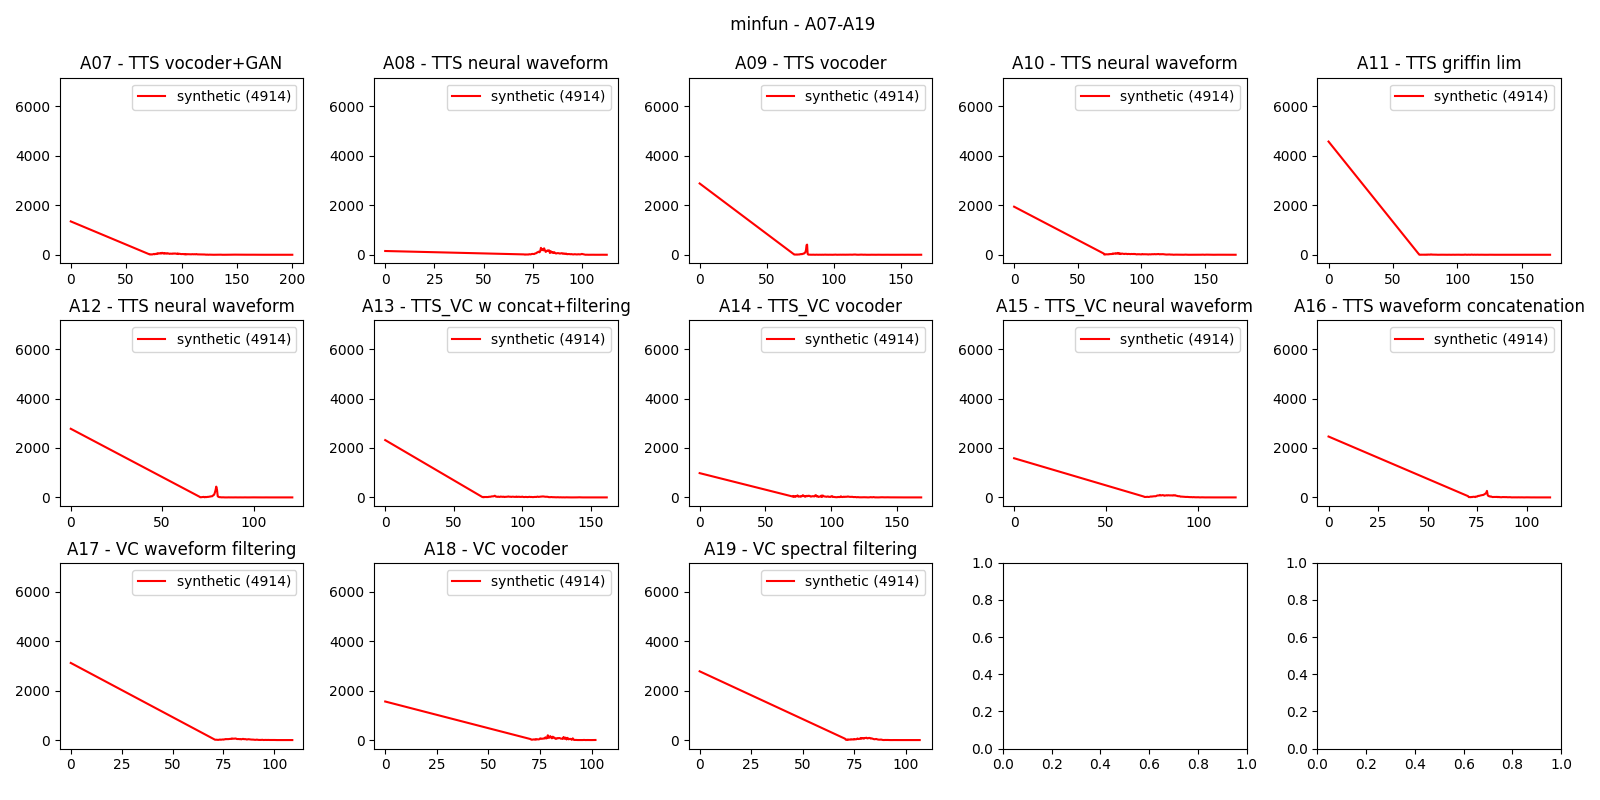 minfun - A07-A19
A07 - TTS vocoder+GAN
synthetic (4914)
6000
4000
2000
0
0 50 100 150 200
A08 - TTS neural waveform
synthetic (4914)
6000
4000
2000
0
0 50 100
A09 - TTS vocoder
synthetic (4914)
6000
4000
2000
0
0 50 100 150
A10 - TTS neural waveform
synthetic (4914)
6000
4000
2000
0
0 50 100 150
A11 - TTS griffin lim
synthetic (4914)
6000
4000
2000
0
0 50 100 150
A12 - TTS neural waveform
synthetic (4914)
6000
4000
2000
0
0 50 100
A13 - TTS_VC w concat+filtering
synthetic (4914)
6000
4000
2000
0
0 50 100 150
A14 - TTS_VC vocoder
synthetic (4914)
6000
4000
2000
0
0 50 100 150
A15 - TTS_VC neural waveform
synthetic (4914)
6000
4000
2000
0
0 50 100
A16 - TTS waveform concatenation
synthetic (4914)
6000
4000
2000
0
0 25 50 75 100
A17 - VC waveform filtering
synthetic (4914)
6000
4000
2000
0
0 25 50 75 100
A18 - VC vocoder
synthetic (4914)
6000
4000
2000
0
0 25 50 75 100
A19 - VC spectral filtering
synthetic (4914)
6000
4000
2000
0
0 25 50 75 100
1.0
0.8
0.6
0.4
0.2
0.0
0.0 0.2 0.4 0.6 0.8 1.0
1.0
0.8
0.6
0.4
0.2
0.0
0.0 0.2 0.4 0.6 0.8 1.0